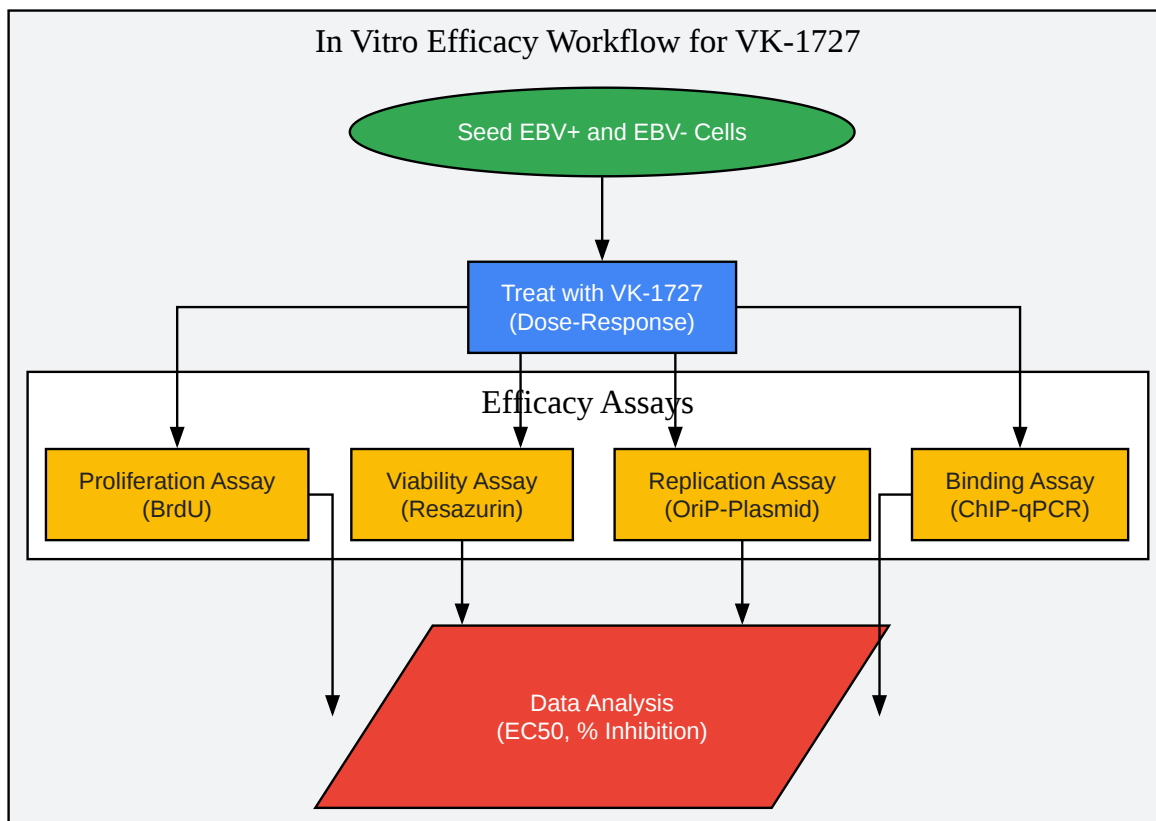 In Vitro Efficacy Workflow for VK-1727
Seed EBV+ and EBV- Cells
Treat with VK-1727
(Dose-Response)
Efficacy Assays
Proliferation Assay
(BrdU)
Viability Assay
(Resazurin)
Replication Assay
(OriP-Plasmid)
Binding Assay
(ChIP-qPCR)
Data Analysis
(EC50, % Inhibition)